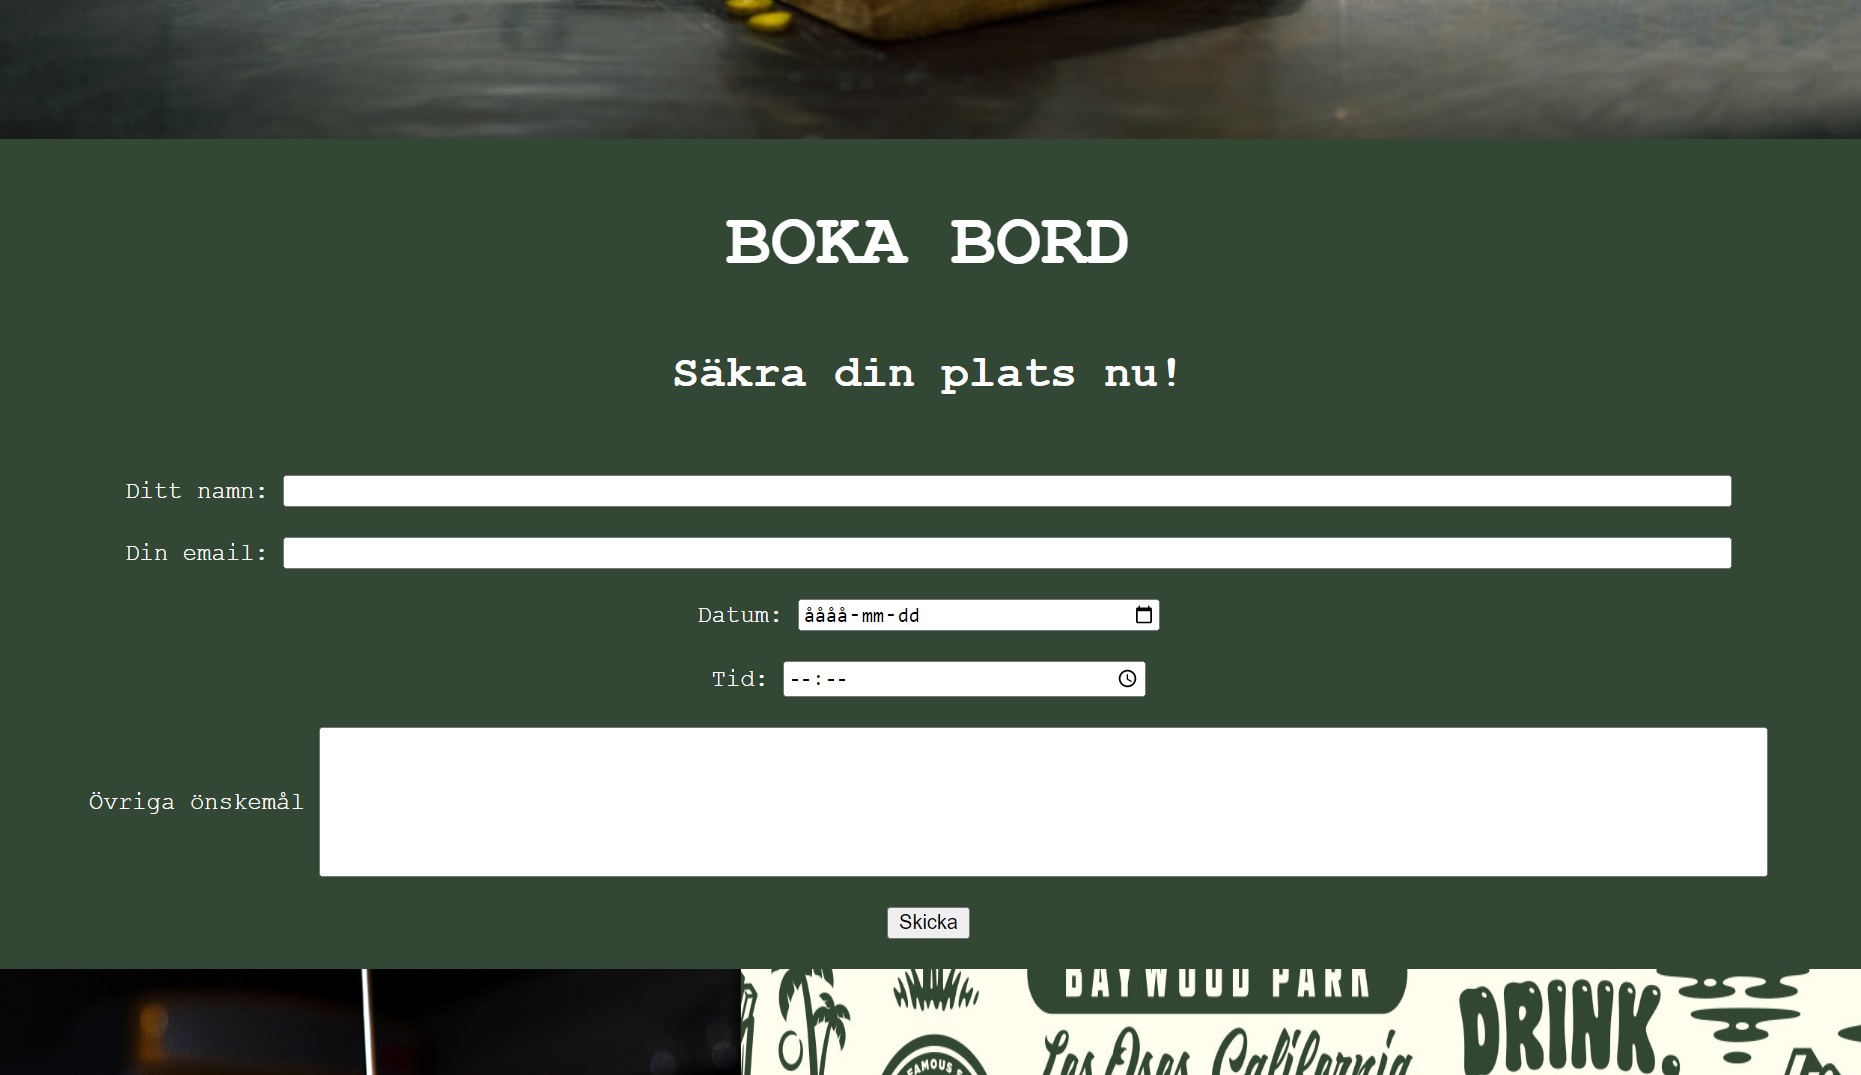 BOKA BORD
Säkra din plats nu!
Ditt namn:
Din email:
Datum: åååå-mm-dd
Tid: --:--
Övriga önskemål
Skicka
BAYWOOD PARK
Los Osos California
DRINK.
FAMOUS